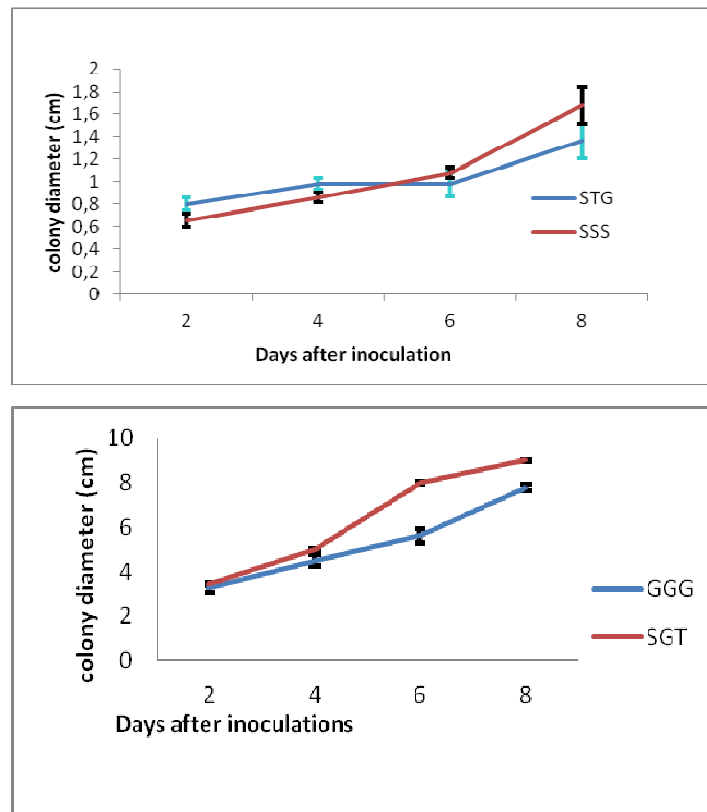 colony diameter (cm)
2
1,8
1,6
1,4
1,2
1
0,8
0,6
0,4
0,2
0
2 4 6 8
Days after inoculation
STG
SSS
colony diameter (cm)
10
8
6
4
2
0
2 4 6 8
Days after inoculations
GGG
SGT